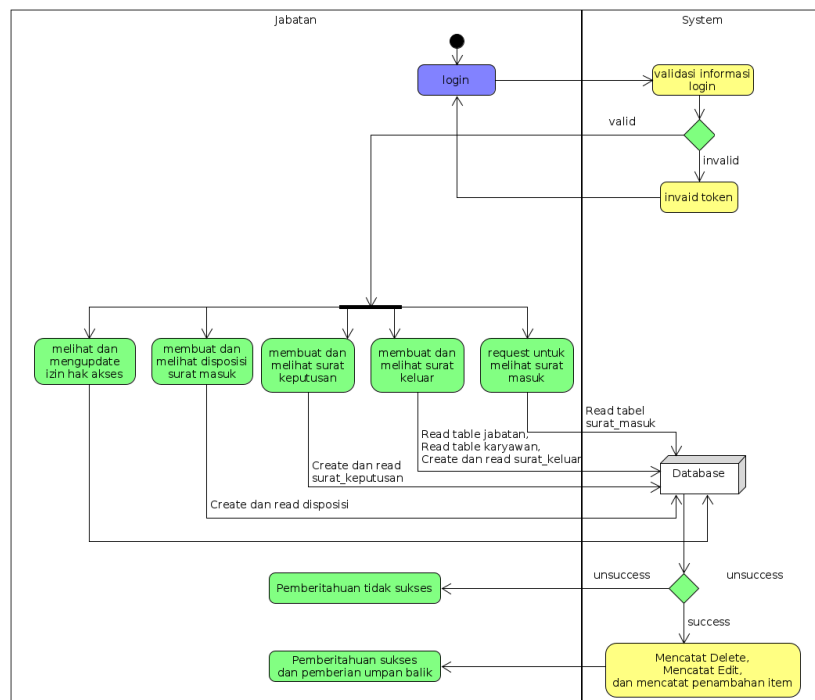 Jabatan
System
login
validasi informasi
login
valid
invalid
invaid token
melihat dan
mengupdate
izin hak akses
membuat dan
melihat disposisi
surat masuk
membuat dan
melihat surat
keputusan
membuat dan
melihat surat
keluar
request untuk
melihat surat
masuk
Read tabel
surat_masuk
Read table jabatan,
Read table karyawan,
Create dan read surat_keluar
Create dan read
surat_keputusan
Database
Create dan read disposisi
Pemberitahuan tidak sukses
unsuccess
unsuccess
success
Pemberitahuan sukses
dan pemberian umpan balik
Mencatat Delete,
Mencatat Edit,
dan mencatat penambahan item